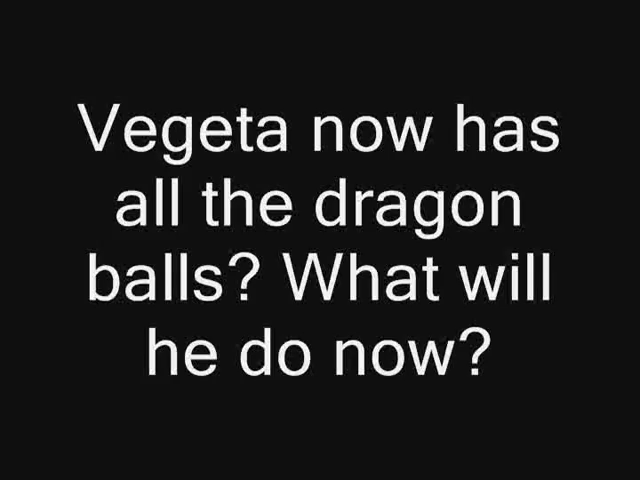 Vegeta now has
all the dragon
balls? What will
he do now?